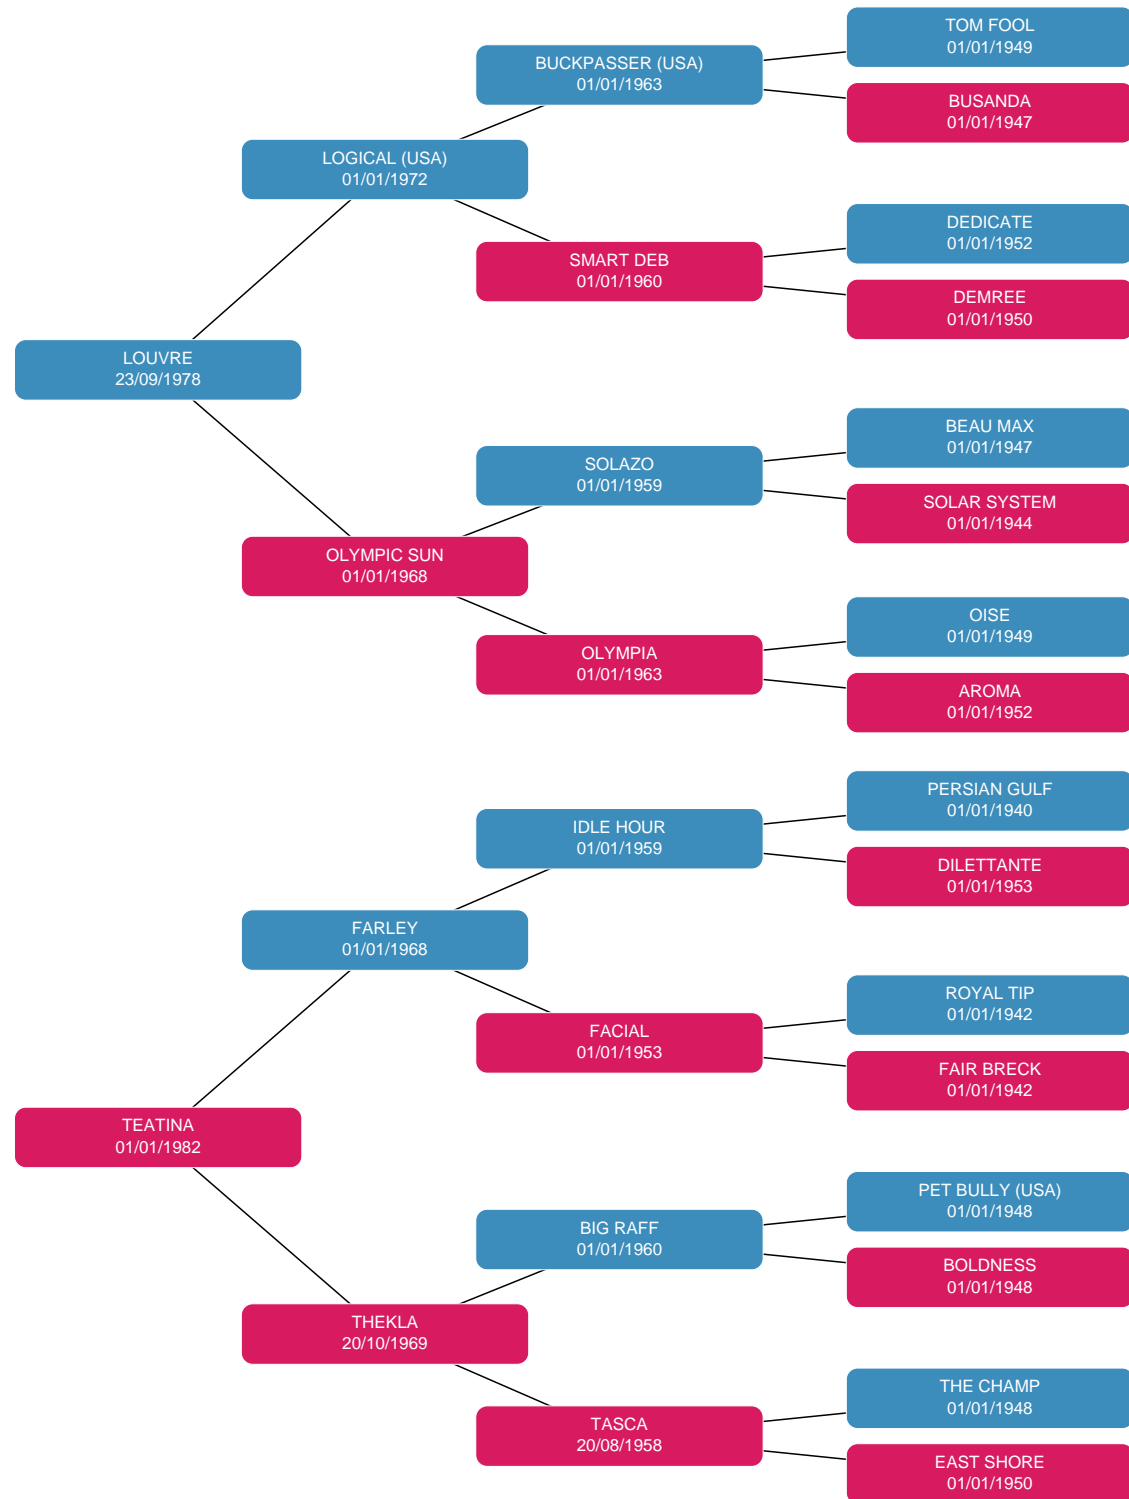 TOM FOOL
01/01/1949
BUCKPASSER (USA)
01/01/1963
BUSANDA
01/01/1947
LOGICAL (USA)
01/01/1972
DEDICATE
01/01/1952
SMART DEB
01/01/1960
DEMREE
01/01/1950
LOUVRE
23/09/1978
BEAU MAX
01/01/1947
SOLAZO
01/01/1959
SOLAR SYSTEM
01/01/1944
OLYMPIC SUN
01/01/1968
OISE
01/01/1949
OLYMPIA
01/01/1963
AROMA
01/01/1952
PERSIAN GULF
01/01/1940
IDLE HOUR
01/01/1959
DILETTANTE
01/01/1953
FARLEY
01/01/1968
ROYAL TIP
01/01/1942
FACIAL
01/01/1953
FAIR BRECK
01/01/1942
TEATINA
01/01/1982
PET BULLY (USA)
01/01/1948
BIG RAFF
01/01/1960
BOLDNESS
01/01/1948
THEKLA
20/10/1969
THE CHAMP
01/01/1948
TASCA
20/08/1958
EAST SHORE
01/01/1950